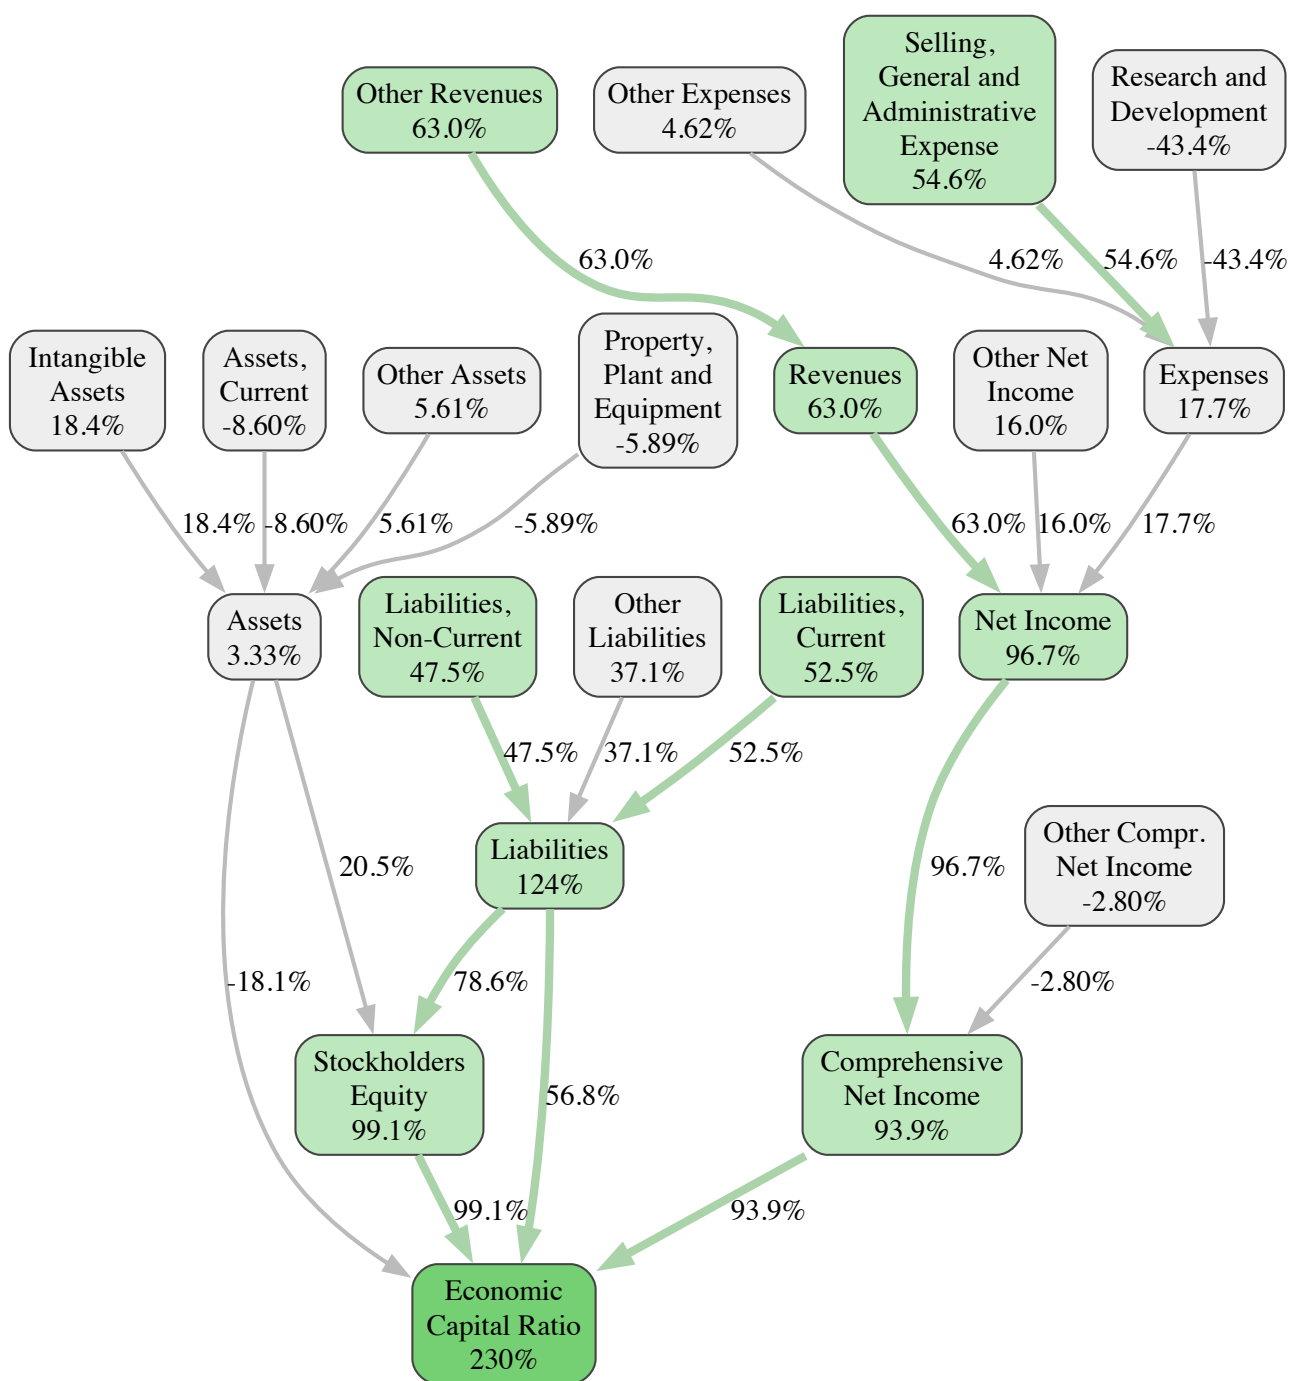 Selling,
General and
Administrative
Expense
54.6%
Other Revenues
63.0%
Other Expenses
4.62%
Research and
Development
-43.4%
63.0%
4.62%
54.6%
-43.4%
Intangible
Assets
18.4%
Assets,
Current
-8.60%
Other Assets
5.61%
Property,
Plant and
Equipment
-5.89%
Revenues
63.0%
Other Net
Income
16.0%
Expenses
17.7%
18.4%
-8.60%
5.61%
-5.89%
63.0%
16.0%
17.7%
Assets
3.33%
Liabilities,
Non-Current
47.5%
Other
Liabilities
37.1%
Liabilities,
Current
52.5%
Net Income
96.7%
47.5%
37.1%
52.5%
Liabilities
124%
20.5%
96.7%
Other Compr.
Net Income
-2.80%
-18.1%
78.6%
-2.80%
Stockholders
Equity
99.1%
56.8%
Comprehensive
Net Income
93.9%
99.1%
93.9%
Economic
Capital Ratio
230%